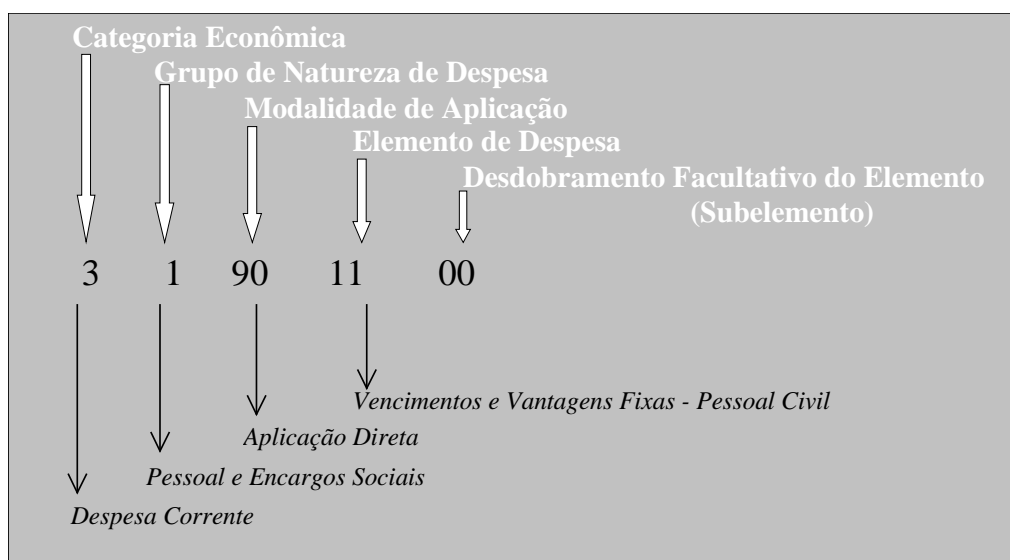 Categoria Econômica
Grupo de Natureza de Despesa
Modalidade de Aplicação
Elemento de Despesa
Desdobramento Facultativo do Elemento
(Subelemento)
3 1 90 11 00
Vencimentos e Vantagens Fixas - Pessoal Civil
Aplicação Direta
Pessoal e Encargos Sociais
Despesa Corrente